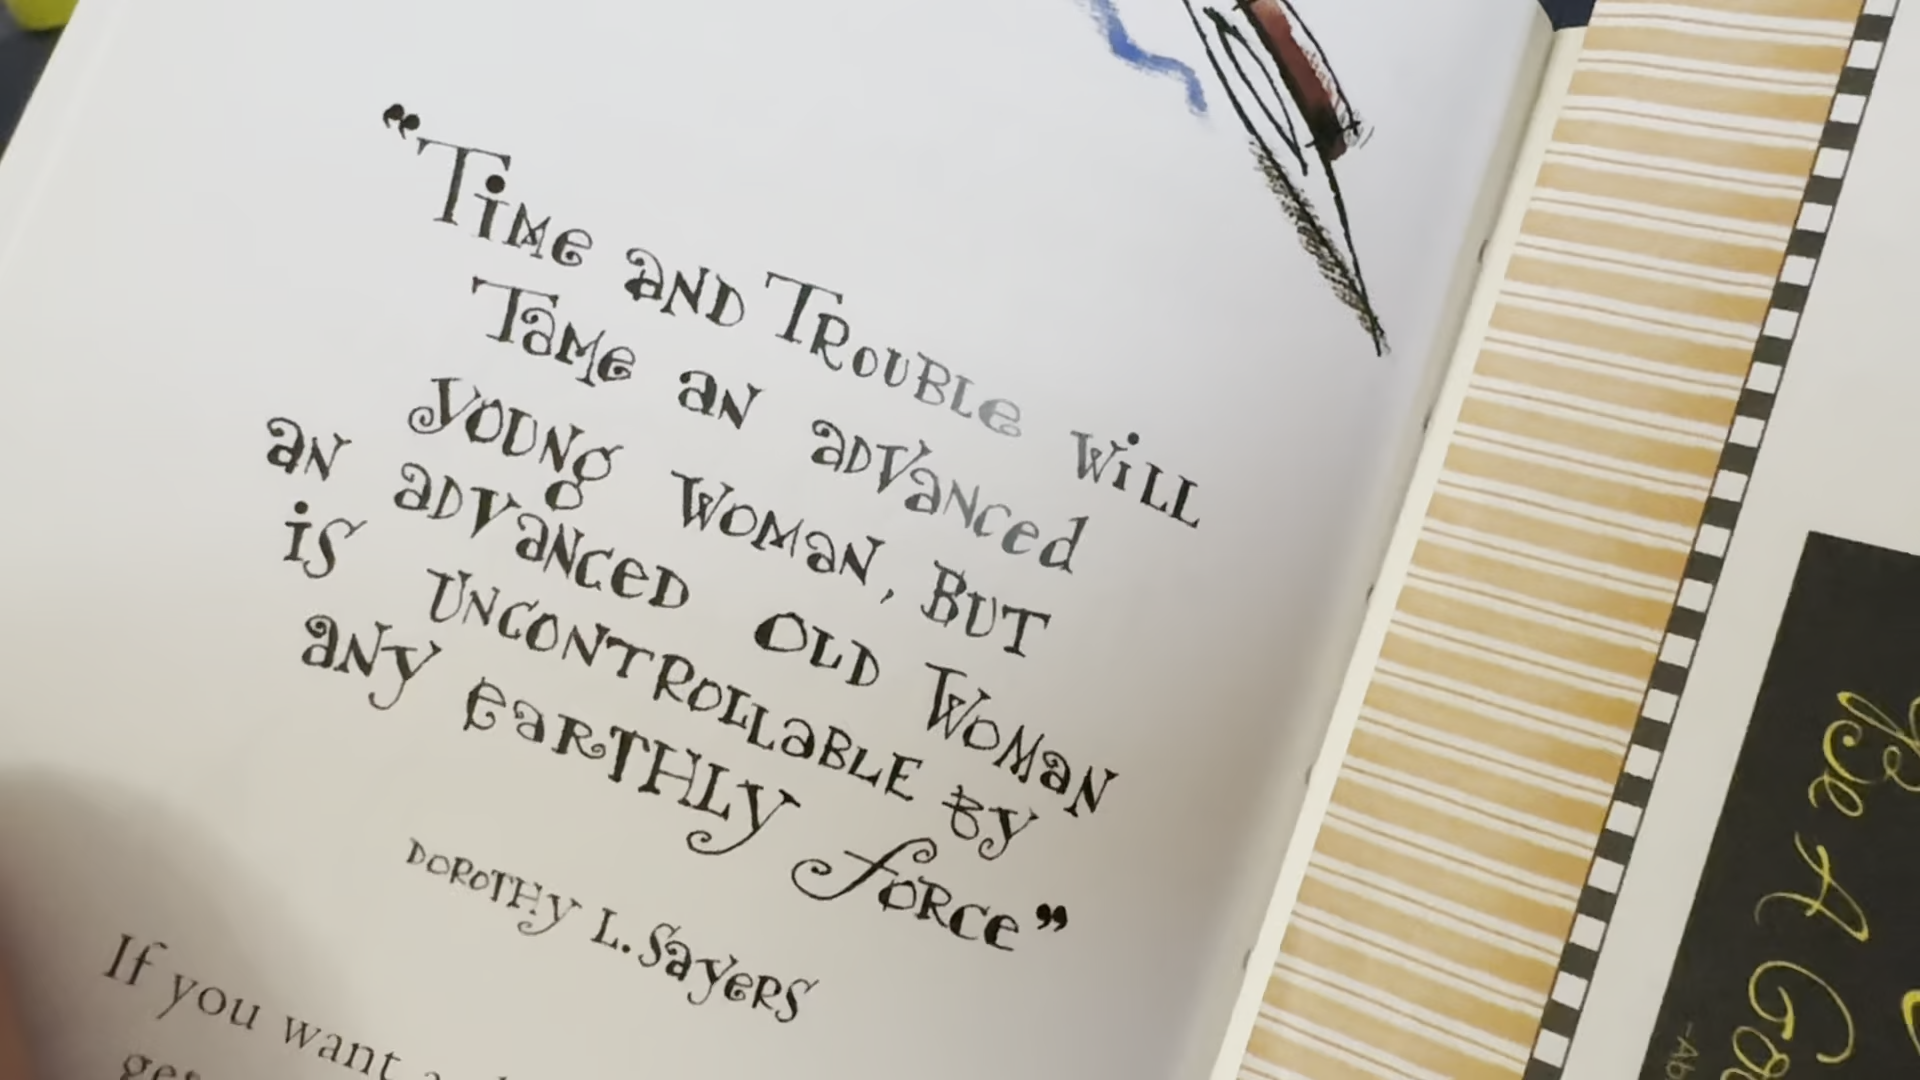 “Time and Trouble will
Tame an advanced
young woman, but
an advanced old woman
is uncontrollable by
any earthly force”
Dorothy L. Sayers
If you want
Be A